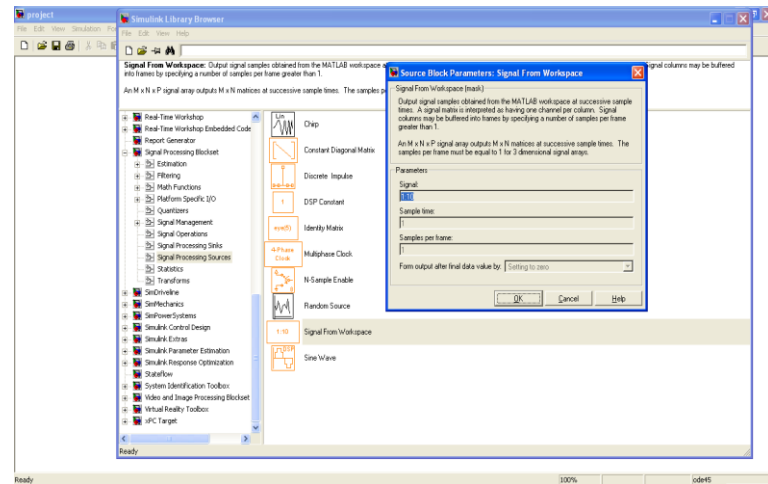 project
File Edit View Simulation Fo
Simulink Library Browser
File Edit View Help
Signal From Workspace: Output signal samples obtained from the MATLAB workspace a
gnal columns may be buffered
into frames by specifying a number of samples per frame greater than 1.
An M x N x P signal array outputs M x N matrices at successive sample times. The samples p
Real-Time Workshop
Real-Time Workshop Embedded Code
Report Generator
Signal Processing Blockset
Estimation
Filtering
Math Functions
Platform Specific I/O
Quantizers
Signal Management
Signal Operations
Signal Processing Sinks
Signal Processing Sources
Statistics
Transforms
SimDriveline
SimMechanics
SimPowerSystems
Simulink Control Design
Simulink Extras
Simulink Parameter Estimation
Simulink Response Optimization
Stateflow
System Identification Toolbox
Video and Image Processing Blockset
Virtual Reality Toolbox
xPC Target
Lin
Chirp
Constant Diagonal Matrix
Discrete Impulse
1
DSP Constant
eye(5)
Identity Matrix
4-Phase
Clock
Multiphase Clock
N-Sample Enable
Random Source
1:10
Signal From Workspace
DSP
Sine Wave
Ready
Source Block Parameters: Signal From Workspace
Signal From Workspace (mask)
Output signal samples obtained from the MATLAB workspace at successive sample
times. A signal matrix is interpreted as having one channel per column. Signal
columns may be buffered into frames by specifying a number of samples per frame
greater than 1.
An M x N x P signal array outputs M x N matrices at successive sample times. The
samples per frame must be equal to 1 for 3 dimensional signal arrays.
Parameters
Signal:
1:10
Sample time:
1
Samples per frame:
1
Form output after final data value by: Setting to zero
OK Cancel Help
Ready
100%
ode45